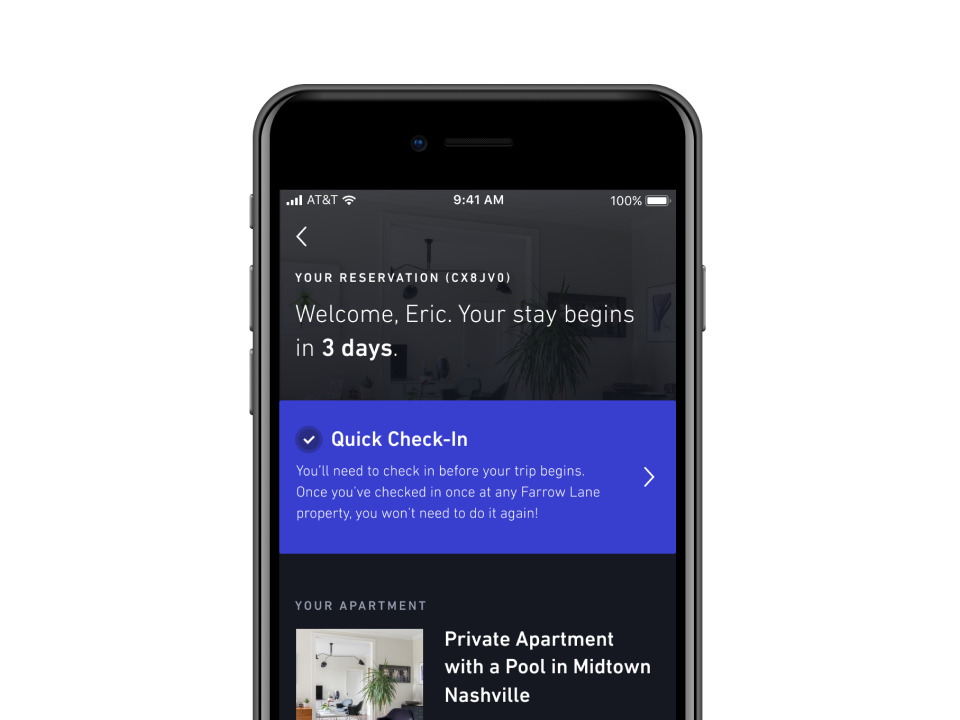 AT&T 9:41 AM 100%
YOUR RESERVATION (CX8JV0)
Welcome, Eric. Your stay begins
in 3 days.
Quick Check-In
You'll need to check in before your trip begins.
Once you've checked in once at any Farrow Lane
property, you won't need to do it again!
YOUR APARTMENT
Private Apartment
with a Pool in Midtown
Nashville